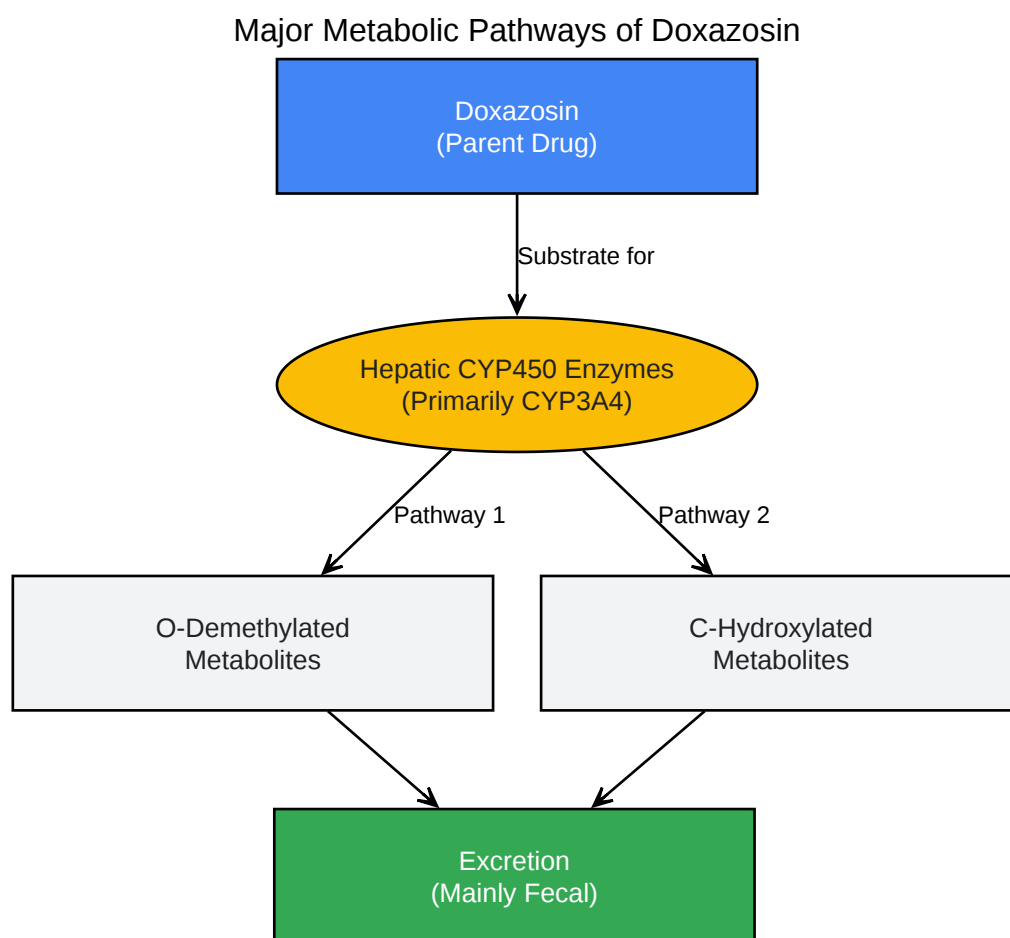 Major Metabolic Pathways of Doxazosin
Doxazosin
(Parent Drug)
Substrate for
Hepatic CYP450 Enzymes
(Primarily CYP3A4)
Pathway 1
Pathway 2
O-Demethylated
Metabolites
C-Hydroxylated
Metabolites
Excretion
(Mainly Fecal)